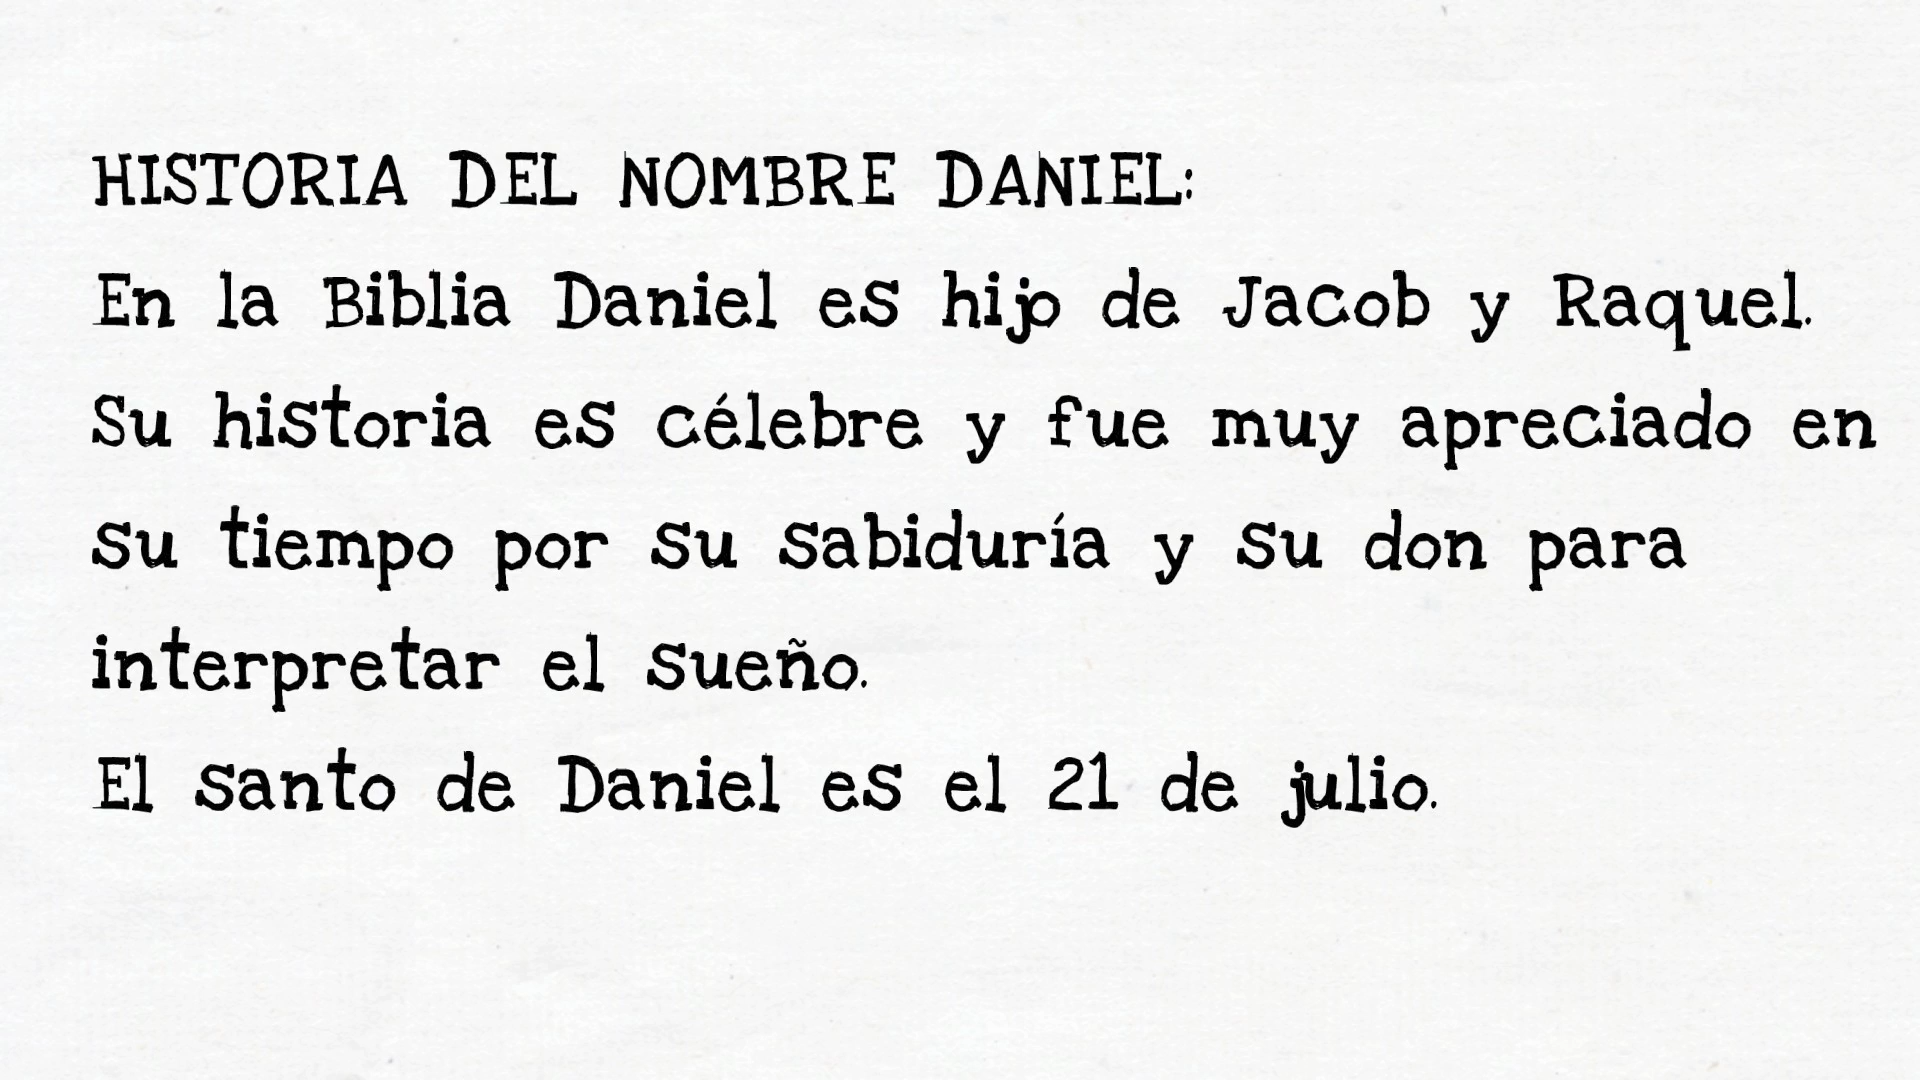 HISTORIA DEL NOMBRE DANIEL:
En la Biblia Daniel es hijo de Jacob y Raquel.
Su historia es célebre y fue muy apreciado en
su tiempo por su sabiduría y su don para
interpretar el sueño.
El santo de Daniel es el 21 de julio.